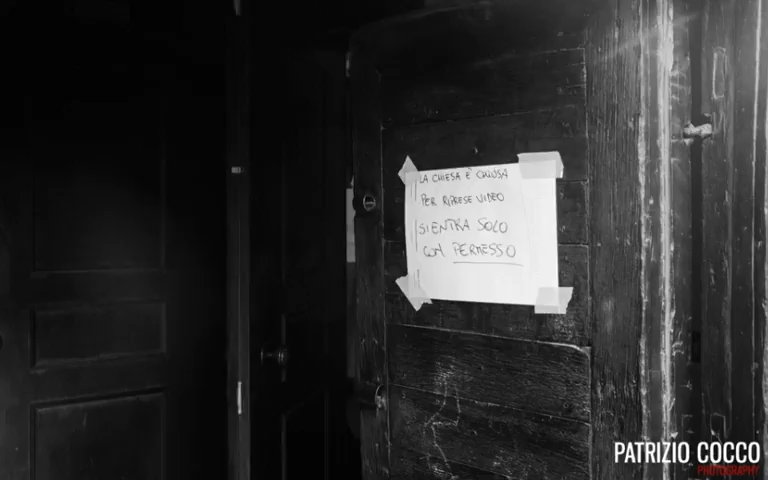 LA CHIESA È CHIUSA
PER RIPRESE VIDEO
SI ENTRA SOLO
CON PERMESSO
PATRIZIO COCCO
PHOTOGRAPHY